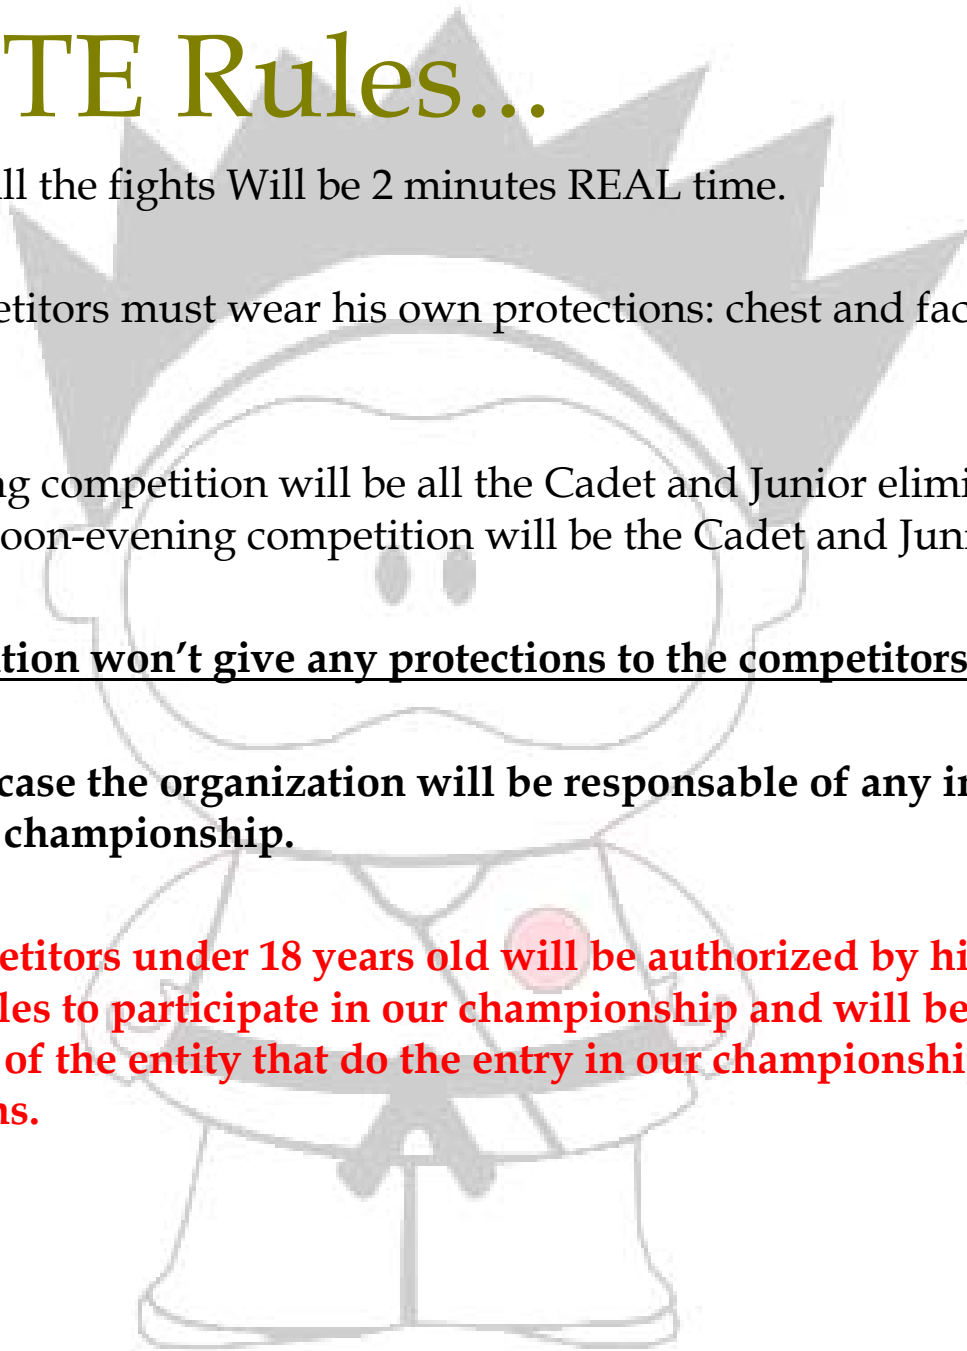 TE Rules...
ll the fights Will be 2 minutes REAL time.
etitors must wear his own protections: chest and fac
ng competition will be all the Cadet and Junior elimi
oon-evening competition will be the Cadet and Juni
tion won’t give any protections to the competitors
case the organization will be responsable of any in
championship.
etitors under 18 years old will be authorized by hi
les to participate in our championship and will be
of the entity that do the entry in our championshi
ns.